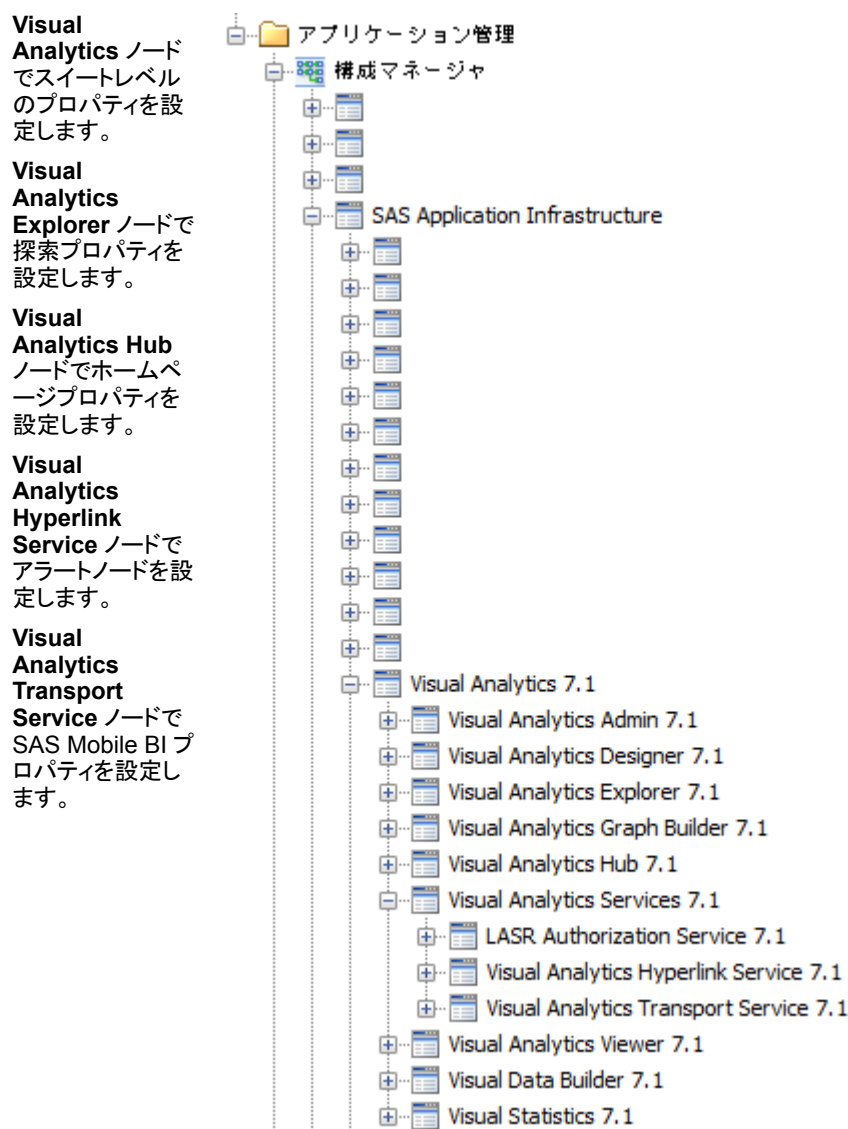 Visual
Analytics ノード
でスイートレベル
のプロパティを設
定します。
Visual
Analytics
Explorer ノードで
探索プロパティを
設定します。
Visual
Analytics Hub
ノードでホームペ
ージプロパティを
設定します。
Visual
Analytics
Hyperlink
Service ノードで
アラートノードを設
定します。
Visual
Analytics
Transport
Service ノードで
SAS Mobile BI プ
ロパティを設定し
ます。
アプリケーション管理
構成マネージャ
SAS Application Infrastructure
Visual Analytics 7.1
Visual Analytics Admin 7.1
Visual Analytics Designer 7.1
Visual Analytics Explorer 7.1
Visual Analytics Graph Builder 7.1
Visual Analytics Hub 7.1
Visual Analytics Services 7.1
LASR Authorization Service 7.1
Visual Analytics Hyperlink Service 7.1
Visual Analytics Transport Service 7.1
Visual Analytics Viewer 7.1
Visual Data Builder 7.1
Visual Statistics 7.1